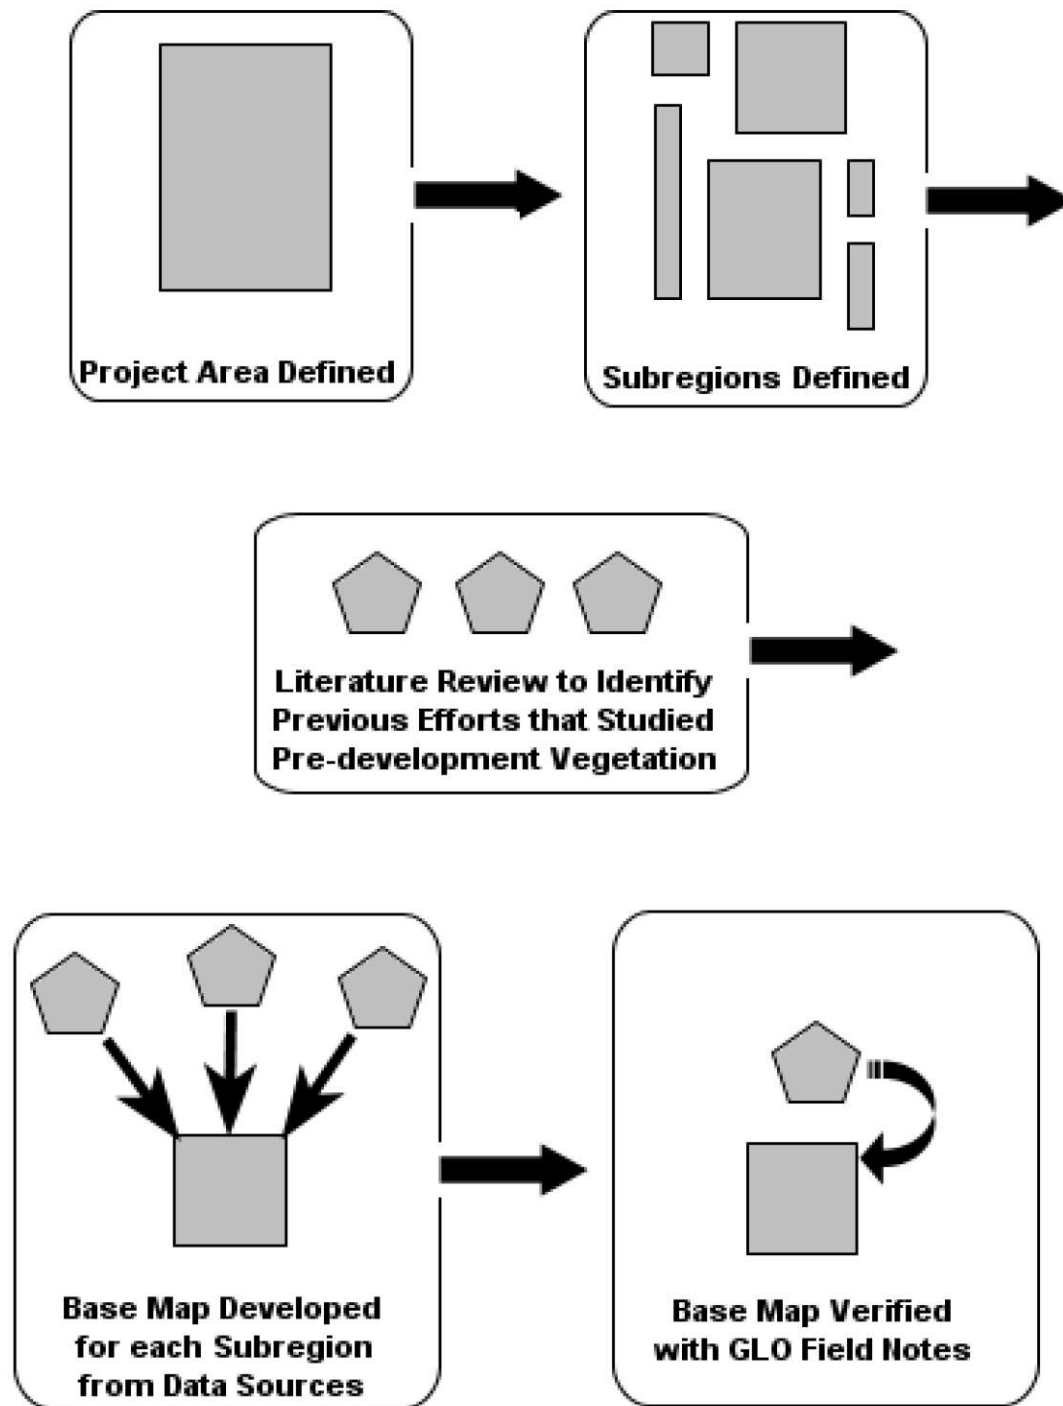 Project Area Defined
Subregions Defined
Literature Review to Identify
Previous Efforts that Studied
Pre-development Vegetation
Base Map Developed
for each Subregion
from Data Sources
Base Map Verified
with GLO Field Notes